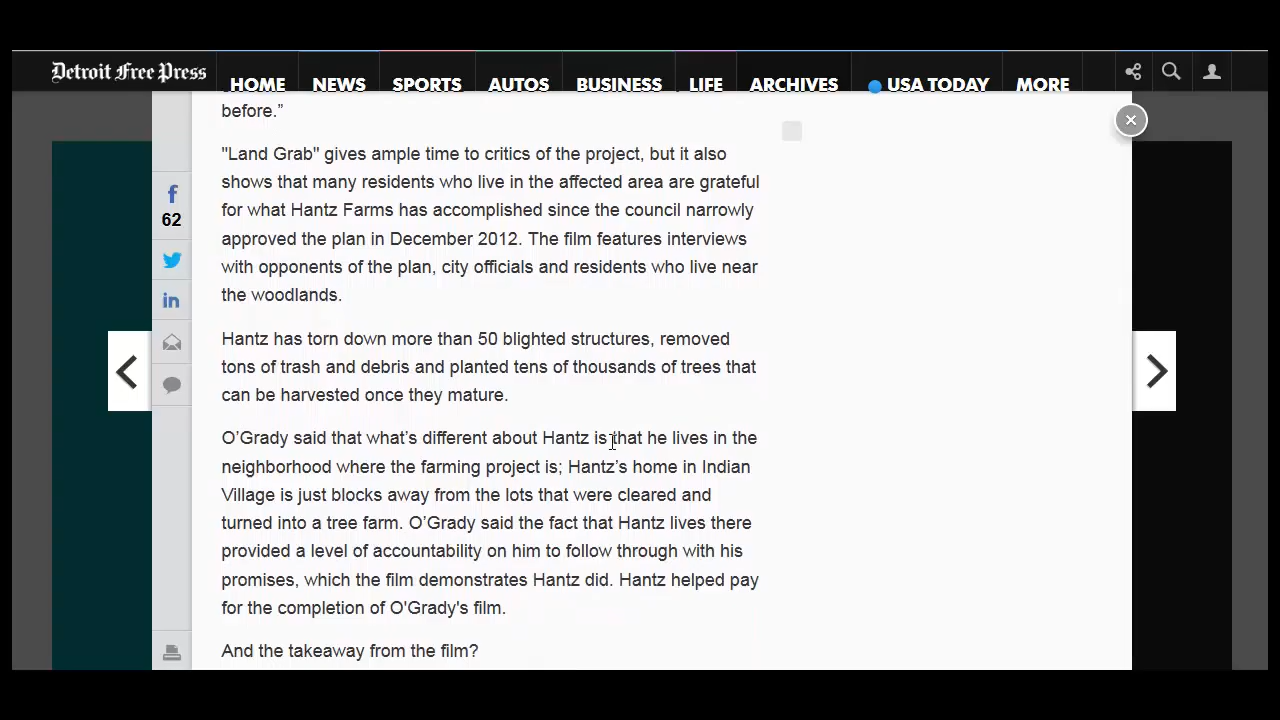 Detroit Free Press
HOME NEWS SPORTS AUTOS BUSINESS LIFE ARCHIVES USA TODAY MORE
before.”
"Land Grab" gives ample time to critics of the project, but it also
shows that many residents who live in the affected area are grateful
for what Hantz Farms has accomplished since the council narrowly
approved the plan in December 2012. The film features interviews
with opponents of the plan, city officials and residents who live near
the woodlands.
Hantz has torn down more than 50 blighted structures, removed
tons of trash and debris and planted tens of thousands of trees that
can be harvested once they mature.
O’Grady said that what’s different about Hantz is that he lives in the
neighborhood where the farming project is; Hantz’s home in Indian
Village is just blocks away from the lots that were cleared and
turned into a tree farm. O’Grady said the fact that Hantz lives there
provided a level of accountability on him to follow through with his
promises, which the film demonstrates Hantz did. Hantz helped pay
for the completion of O'Grady's film.
And the takeaway from the film?
62